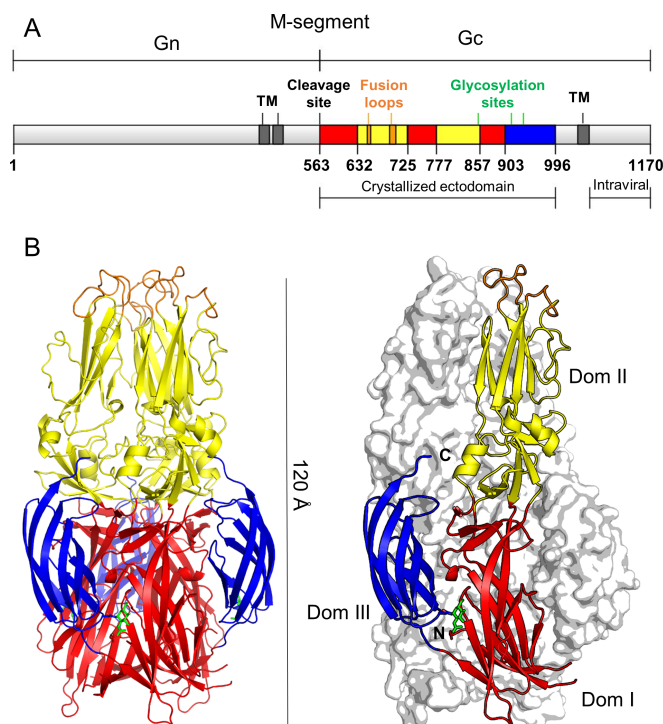 A
M-segment
Gn
Gc
TM
Cleavage
site
Fusion
loops
Glycosylation
sites
TM
1
563
632
725
777
857
903
996
1170
Crystallized ectodomain
Intraviral
B
120 Å
Dom II
C
Dom III
N
Dom I